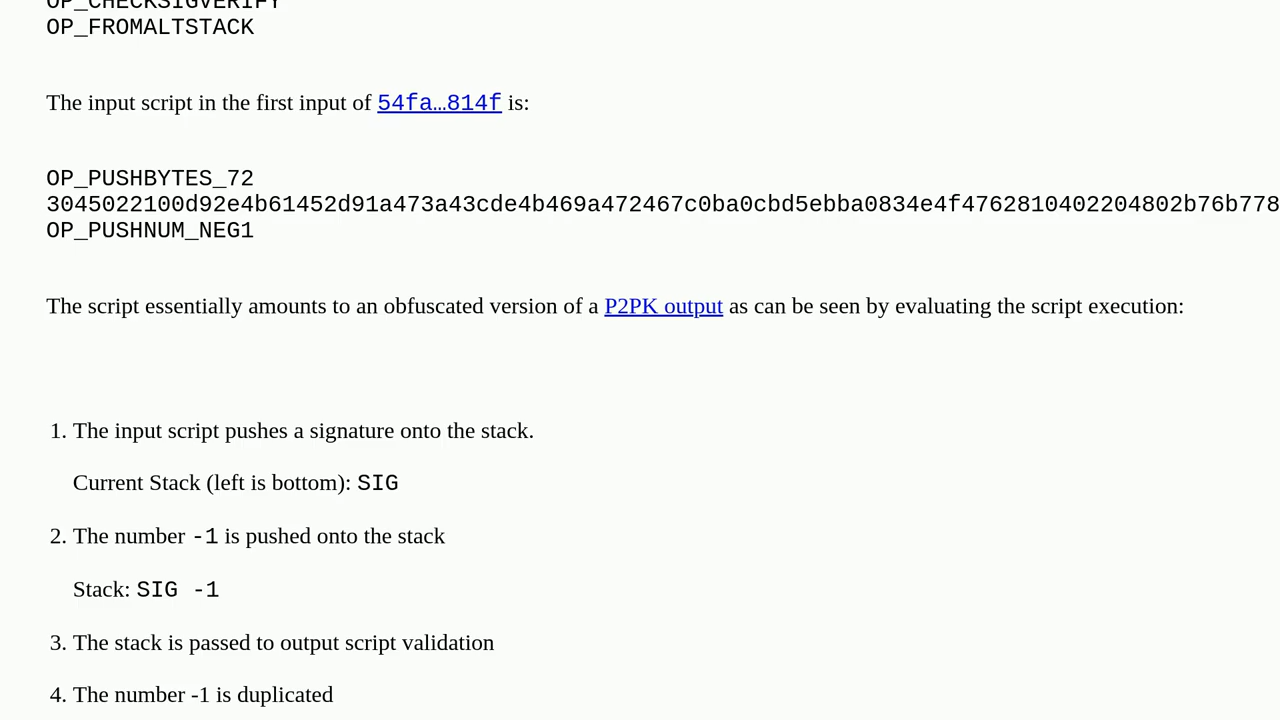 OP_CHECKSIGVERIFY
OP_FROMALTSTACK
The input script in the first input of 54fa…814f is:
OP_PUSHBYTES_72
3045022100d92e4b61452d91a473a43cde4b469a472467c0ba0cbd5ebba0834e4f4762810402204802b76b778
OP_PUSHNUM_NEG1
The script essentially amounts to an obfuscated version of a P2PK output as can be seen by evaluating the script execution:
1. The input script pushes a signature onto the stack.
Current Stack (left is bottom): SIG
2. The number -1 is pushed onto the stack
Stack: SIG -1
3. The stack is passed to output script validation
4. The number -1 is duplicated